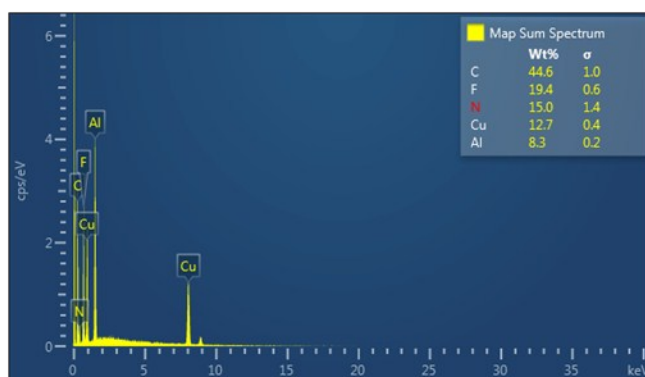 Map Sum Spectrum
Wt% σ
C 44.6 1.0
F 19.4 0.6
N 15.0 1.4
Cu 12.7 0.4
Al 8.3 0.2
cps/eV
6
4
2
0
Al
F
C
Cu
N
Cu
0 5 10 15 20 25 30 35 keV